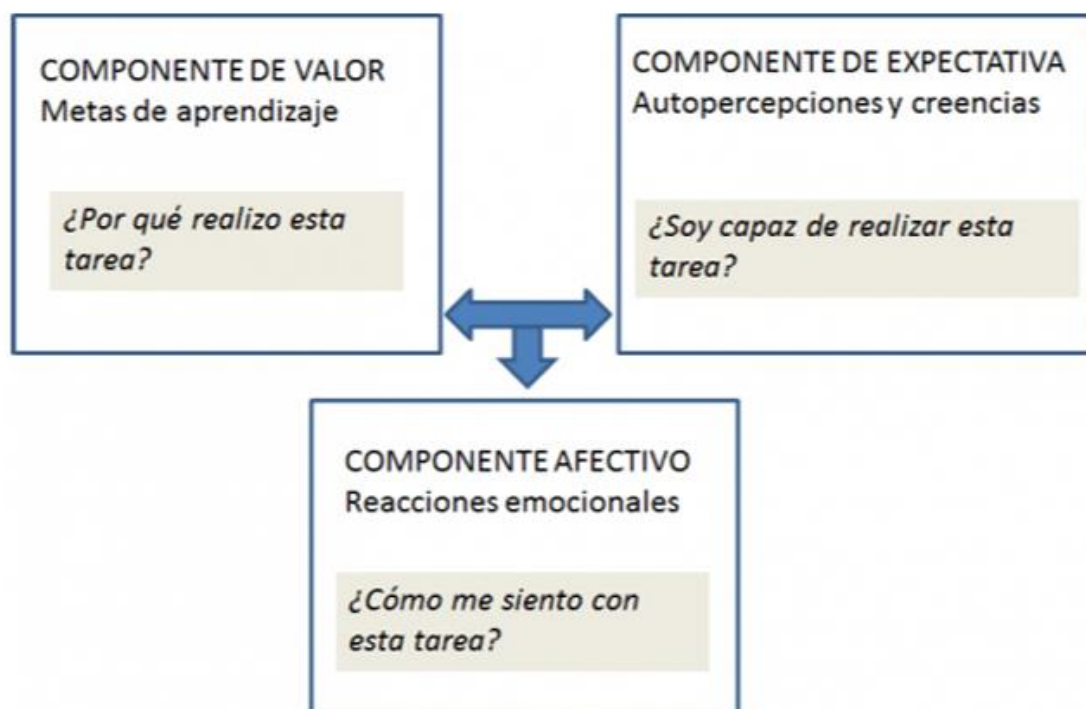 COMPONENTE DE VALOR
Metas de aprendizaje
¿Por qué realizo esta
tarea?
COMPONENTE DE EXPECTATIVA
Autopercepciones y creencias
¿Soy capaz de realizar esta
tarea?
COMPONENTE AFECTIVO
Reacciones emocionales
¿Cómo me siento con
esta tarea?